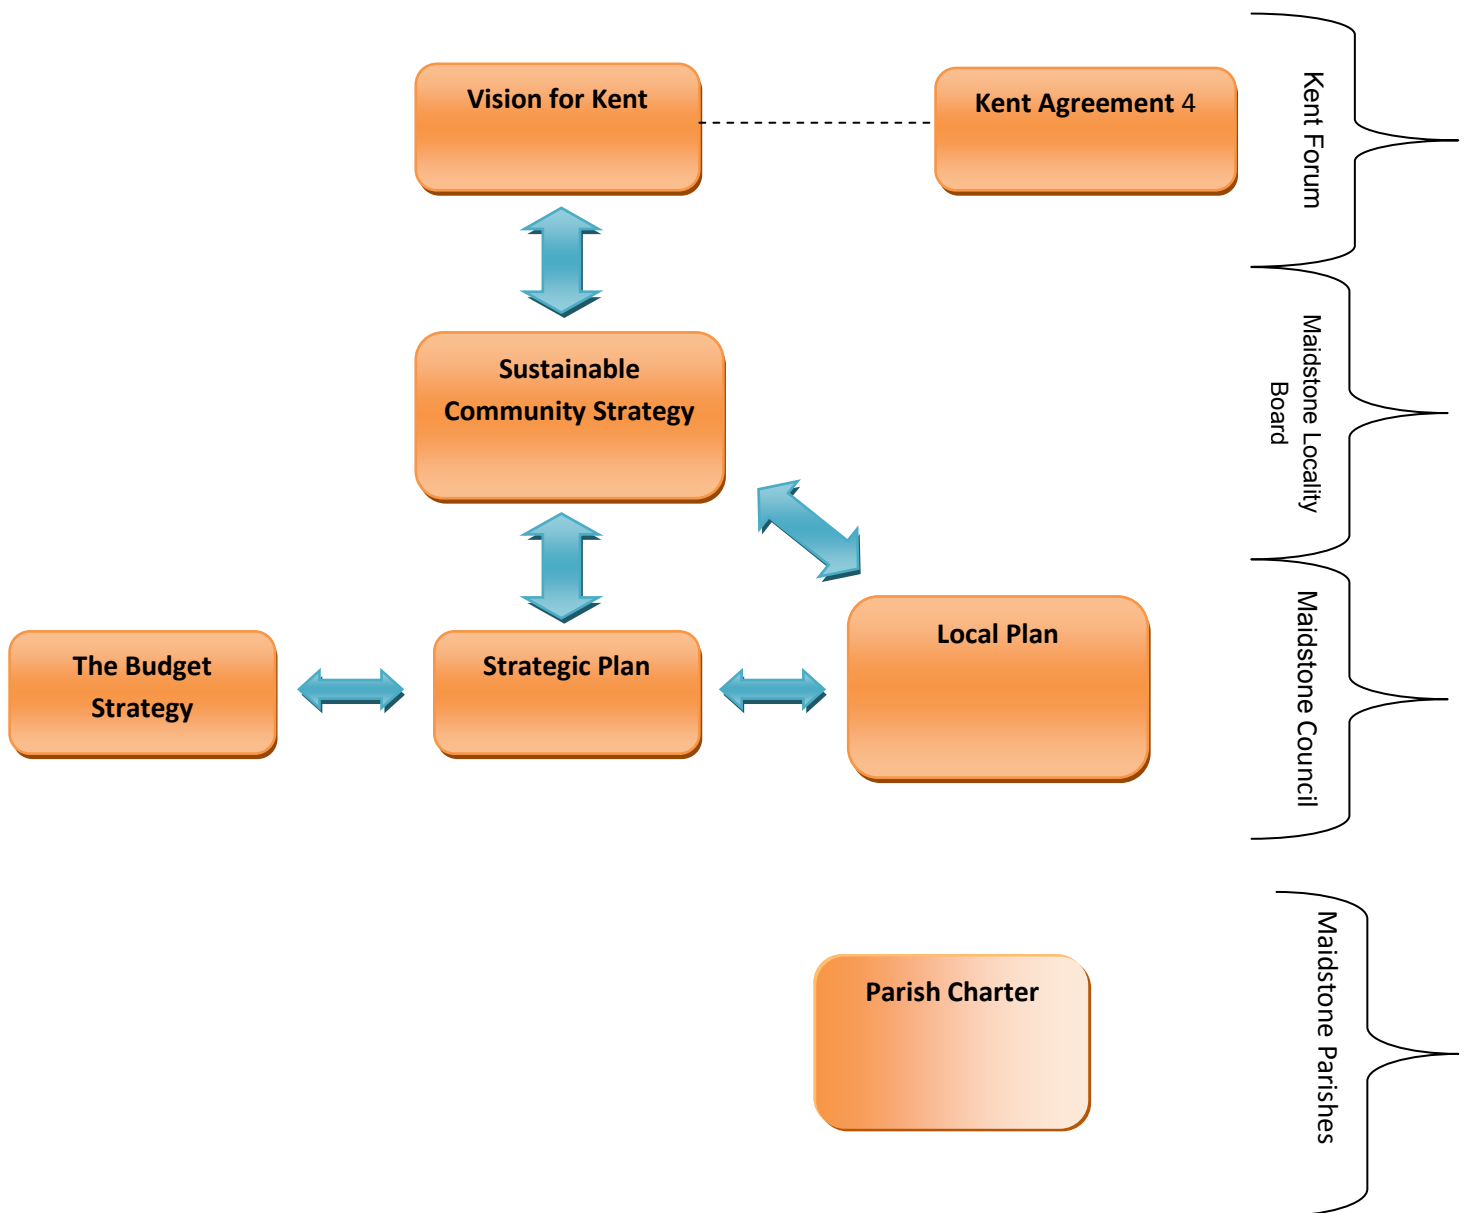 Vision for Kent
Kent Agreement 4
Kent Forum
Sustainable
Community Strategy
Maidstone Locality
Board
The Budget
Strategy
Strategic Plan
Local Plan
Maidstone Council
Parish Charter
Maidstone Parishes